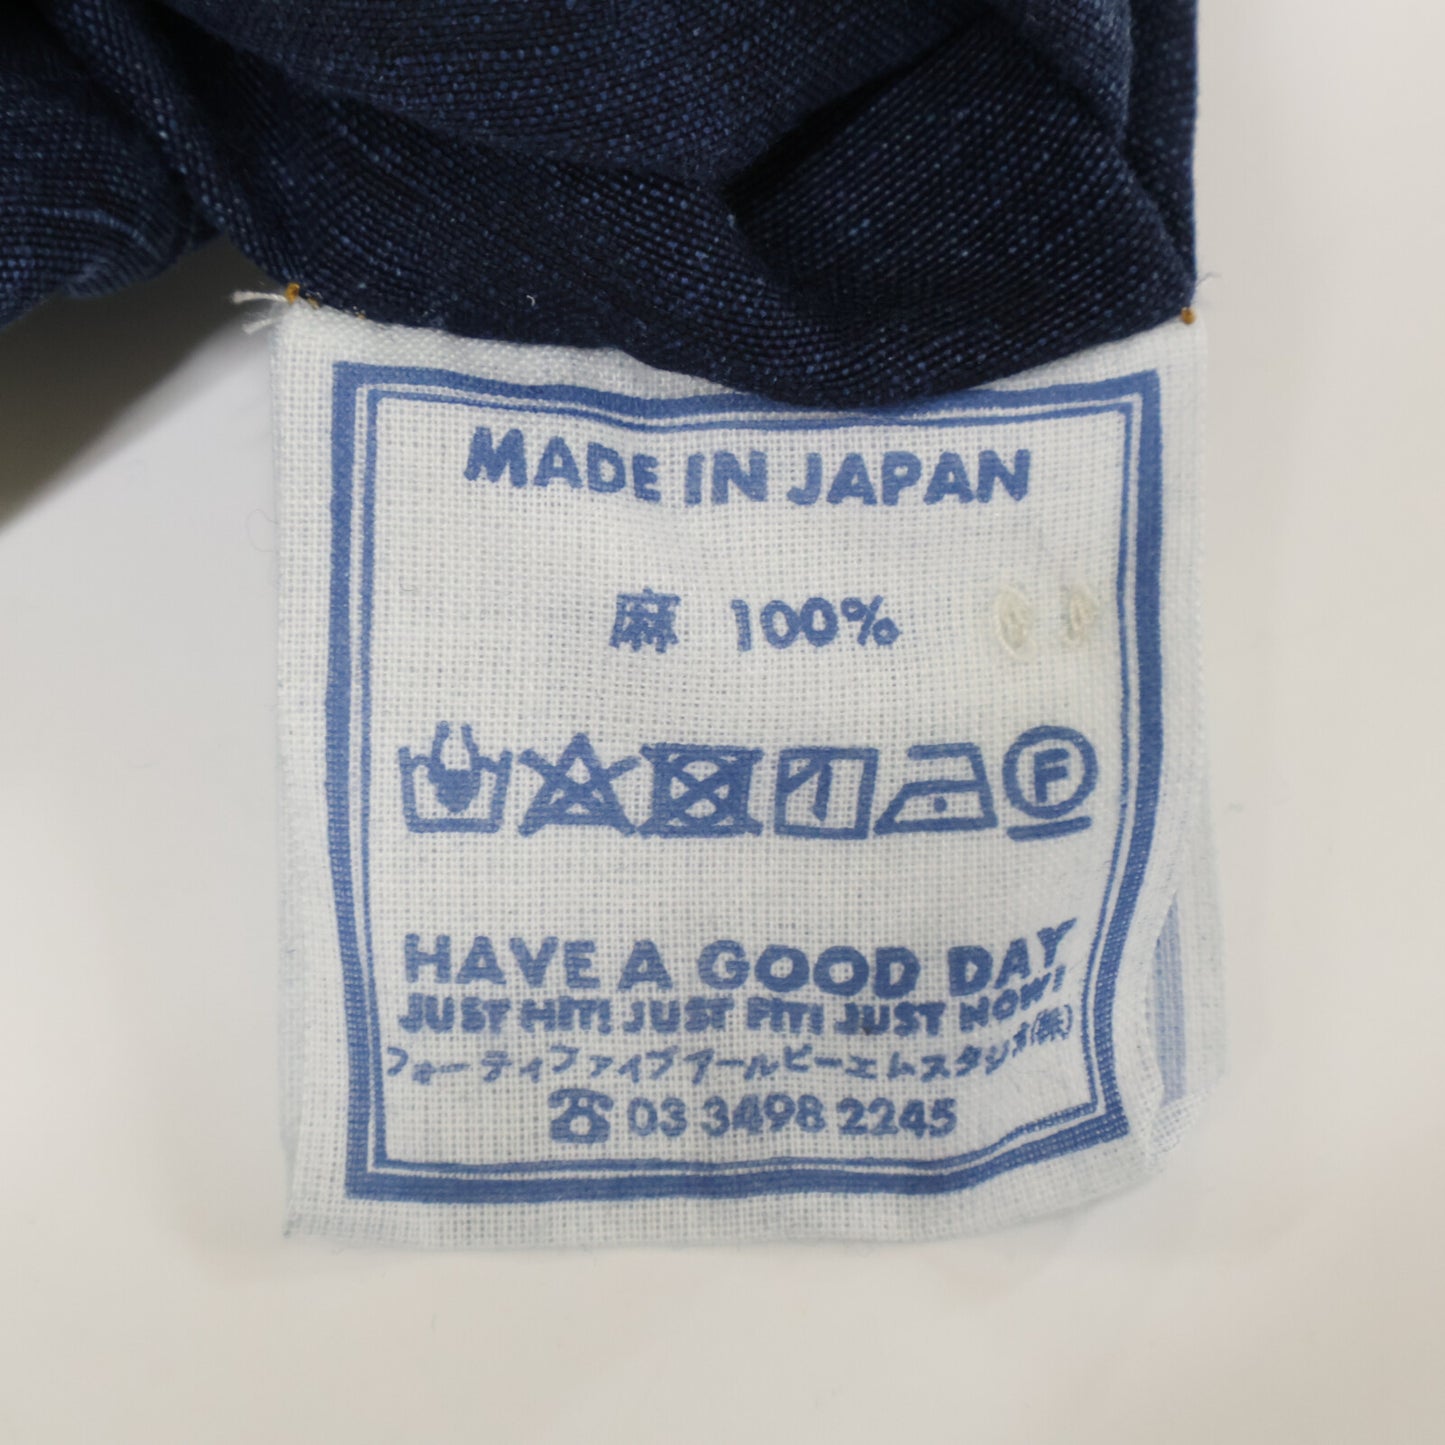 MADE IN JAPAN
麻 100%
F
HAVE A GOOD DAY
JUST HIT! JUST FIT! JUST NOW!
フォーティファイブアールピーエムスタジオ(株)
☎ 03 3498 2245